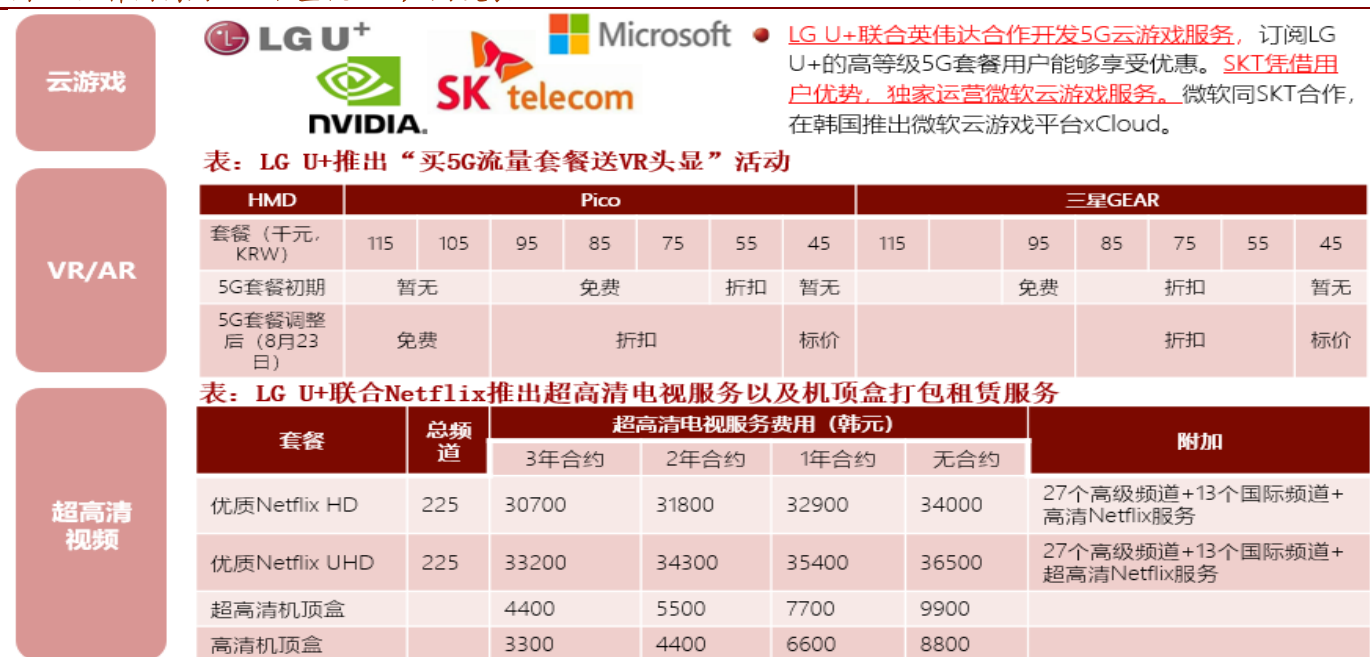 云游戏
LG U+
NVIDIA.
SK telecom
Microsoft
LG U+联合英伟达合作开发5G云游戏服务，订阅LG
U+的高等级5G套餐用户能够享受优惠。SKT凭借用
户优势，独家运营微软云游戏服务。微软同SKT合作，
在韩国推出微软云游戏平台xCloud。
VR/AR
表：LG U+推出“买5G流量套餐送VR头显”活动
HMD Pico 三星GEAR
套餐（千元， 115 105 95 85 75 55 45 115 95 85 75 55 45
KRW）
5G套餐初期 暂无 免费 折扣 暂无 免费 折扣 暂无
5G套餐调整
后（8月23 免费 折扣 标价 折扣 标价
日）
超高清
视频
表：LG U+联合Netflix推出超高清电视服务以及机顶盒打包租赁服务
套餐 总频 超高清电视服务费用（韩元） 附加
道 3年合约 2年合约 1年合约 无合约
优质Netflix HD 225 30700 31800 32900 34000 27个高级频道+13个国际频道+
高清Netflix服务
优质Netflix UHD 225 33200 34300 35400 36500 27个高级频道+13个国际频道+
超高清Netflix服务
超高清机顶盒 4400 5500 7700 9900
高清机顶盒 3300 4400 6600 8800